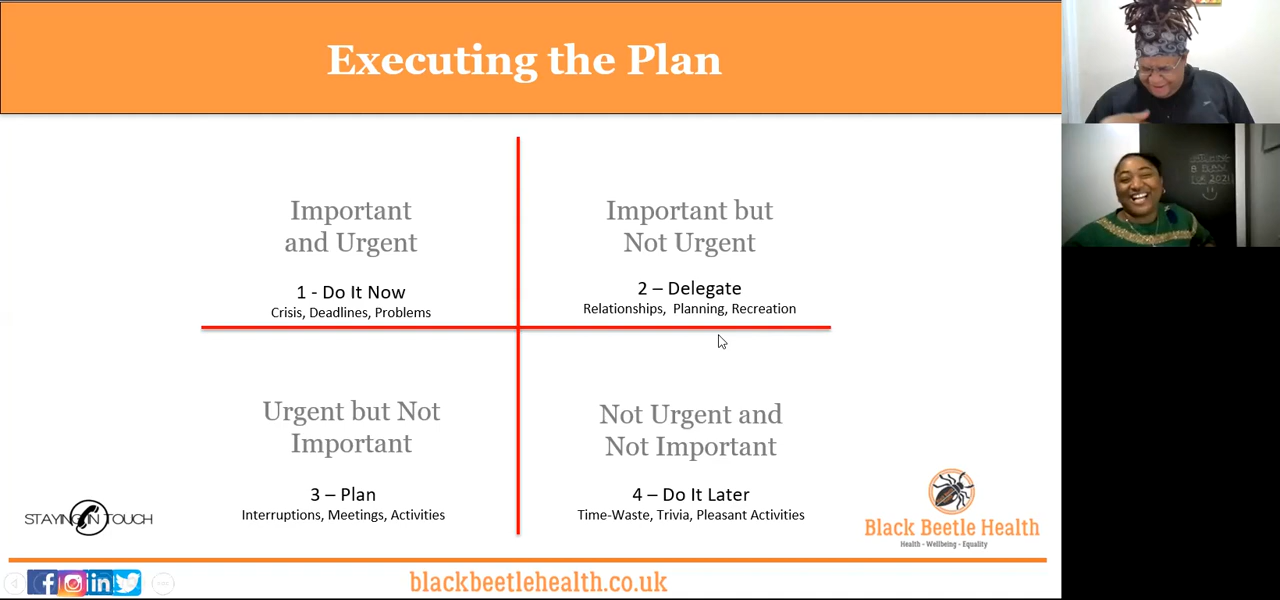 Executing the Plan
Important
and Urgent
1 - Do It Now
Crisis, Deadlines, Problems
Important but
Not Urgent
2 – Delegate
Relationships,  Planning, Recreation
Urgent but Not
Important
3 – Plan
Interruptions, Meetings, Activities
Not Urgent and
Not Important
4 – Do It Later
Time-Waste, Trivia, Pleasant Activities
STAYING IN TOUCH
Black Beetle Health
Health - Wellbeing - Equality
blackbeetlehealth.co.uk
2021